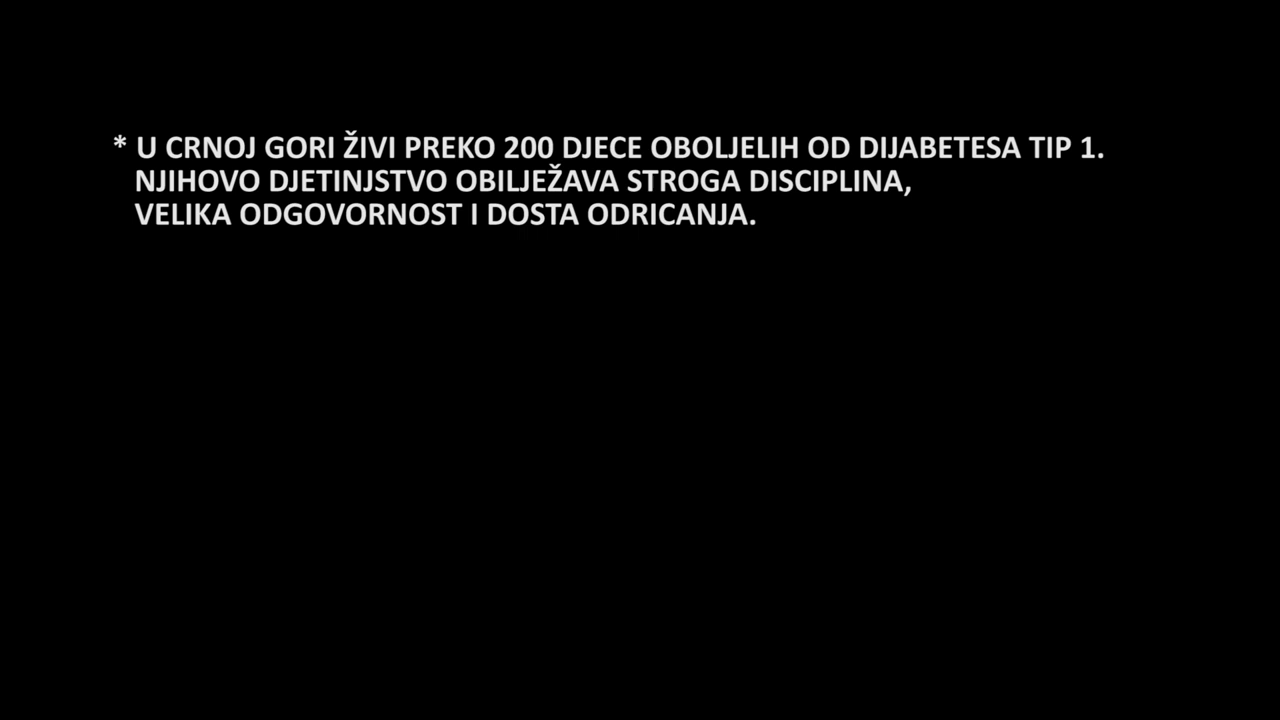 * U CRNOJ GORI ŽIVI PREKO 200 DJECE OBOLJELIH OD DIJABETESA TIP 1.
NJIHOVO DJETINJSTVO OBILJEŽAVA STROGA DISCIPLINA,
VELIKA ODGOVORNOST I DOSTA ODRICANJA.